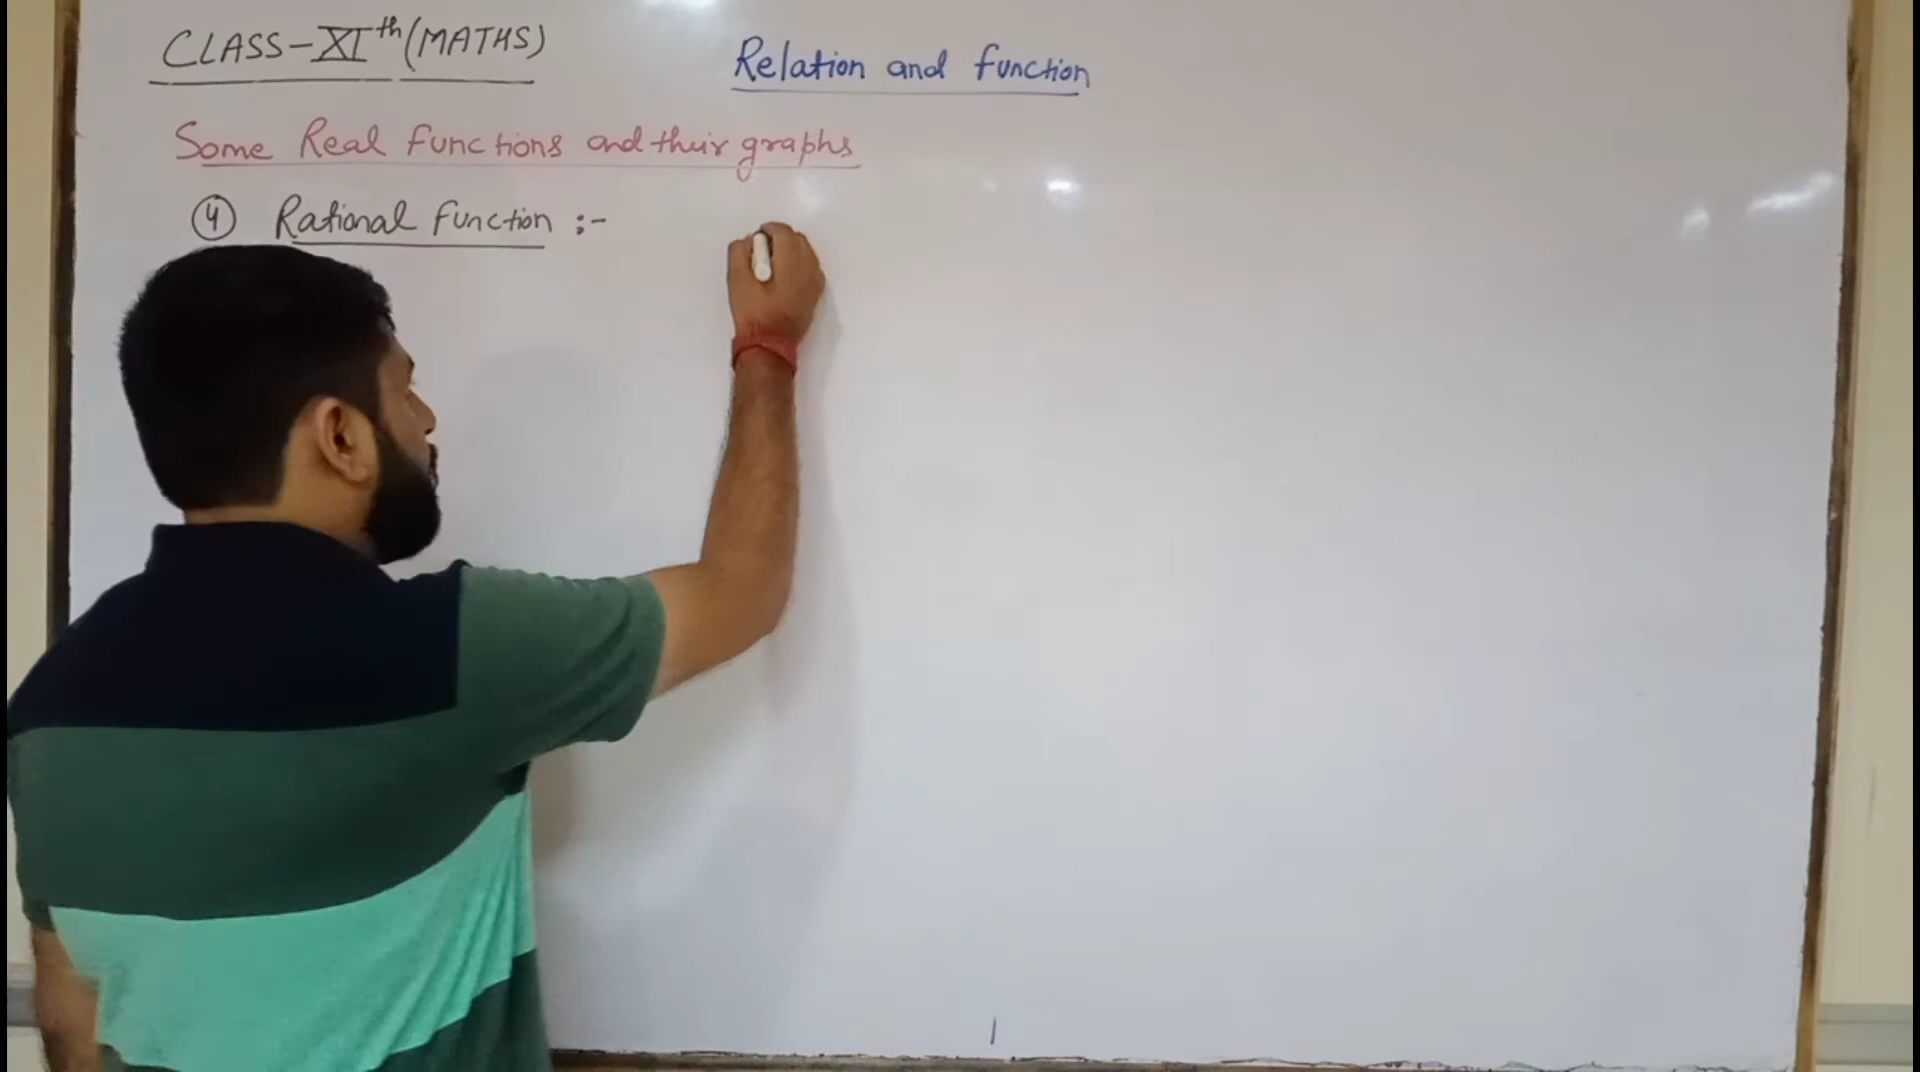 CLASS-XIth (MATHS)
Relation and function
Some Real functions and their graphs
④ Rational function :-